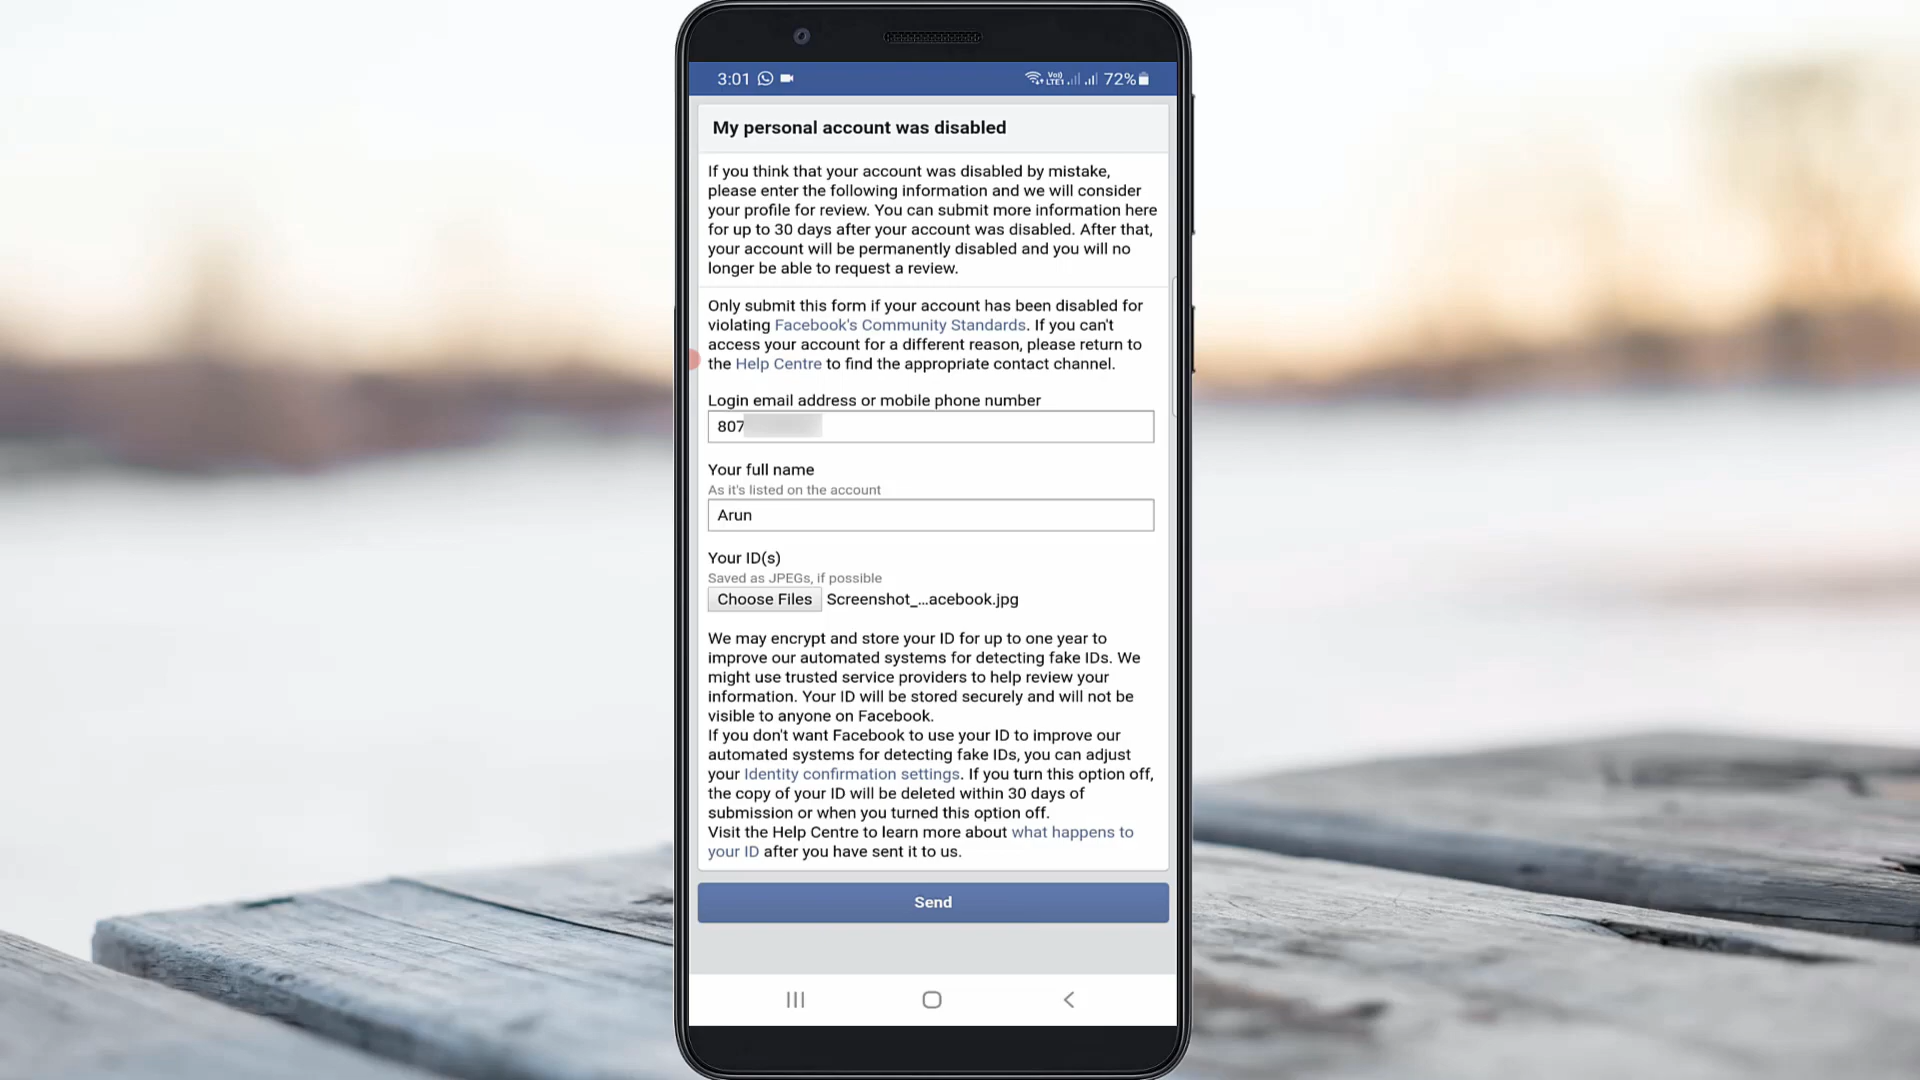 3:01 Vo) LTE1 72%
My personal account was disabled
If you think that your account was disabled by mistake,
please enter the following information and we will consider
your profile for review. You can submit more information here
for up to 30 days after your account was disabled. After that,
your account will be permanently disabled and you will no
longer be able to request a review.
Only submit this form if your account has been disabled for
violating Facebook's Community Standards. If you can't
access your account for a different reason, please return to
the Help Centre to find the appropriate contact channel.
Login email address or mobile phone number
807
Your full name
As it's listed on the account
Arun
Your ID(s)
Saved as JPEGs, if possible
Choose Files Screenshot_...acebook.jpg
We may encrypt and store your ID for up to one year to
improve our automated systems for detecting fake IDs. We
might use trusted service providers to help review your
information. Your ID will be stored securely and will not be
visible to anyone on Facebook.
If you don't want Facebook to use your ID to improve our
automated systems for detecting fake IDs, you can adjust
your Identity confirmation settings. If you turn this option off,
the copy of your ID will be deleted within 30 days of
submission or when you turned this option off.
Visit the Help Centre to learn more about what happens to
your ID after you have sent it to us.
Send